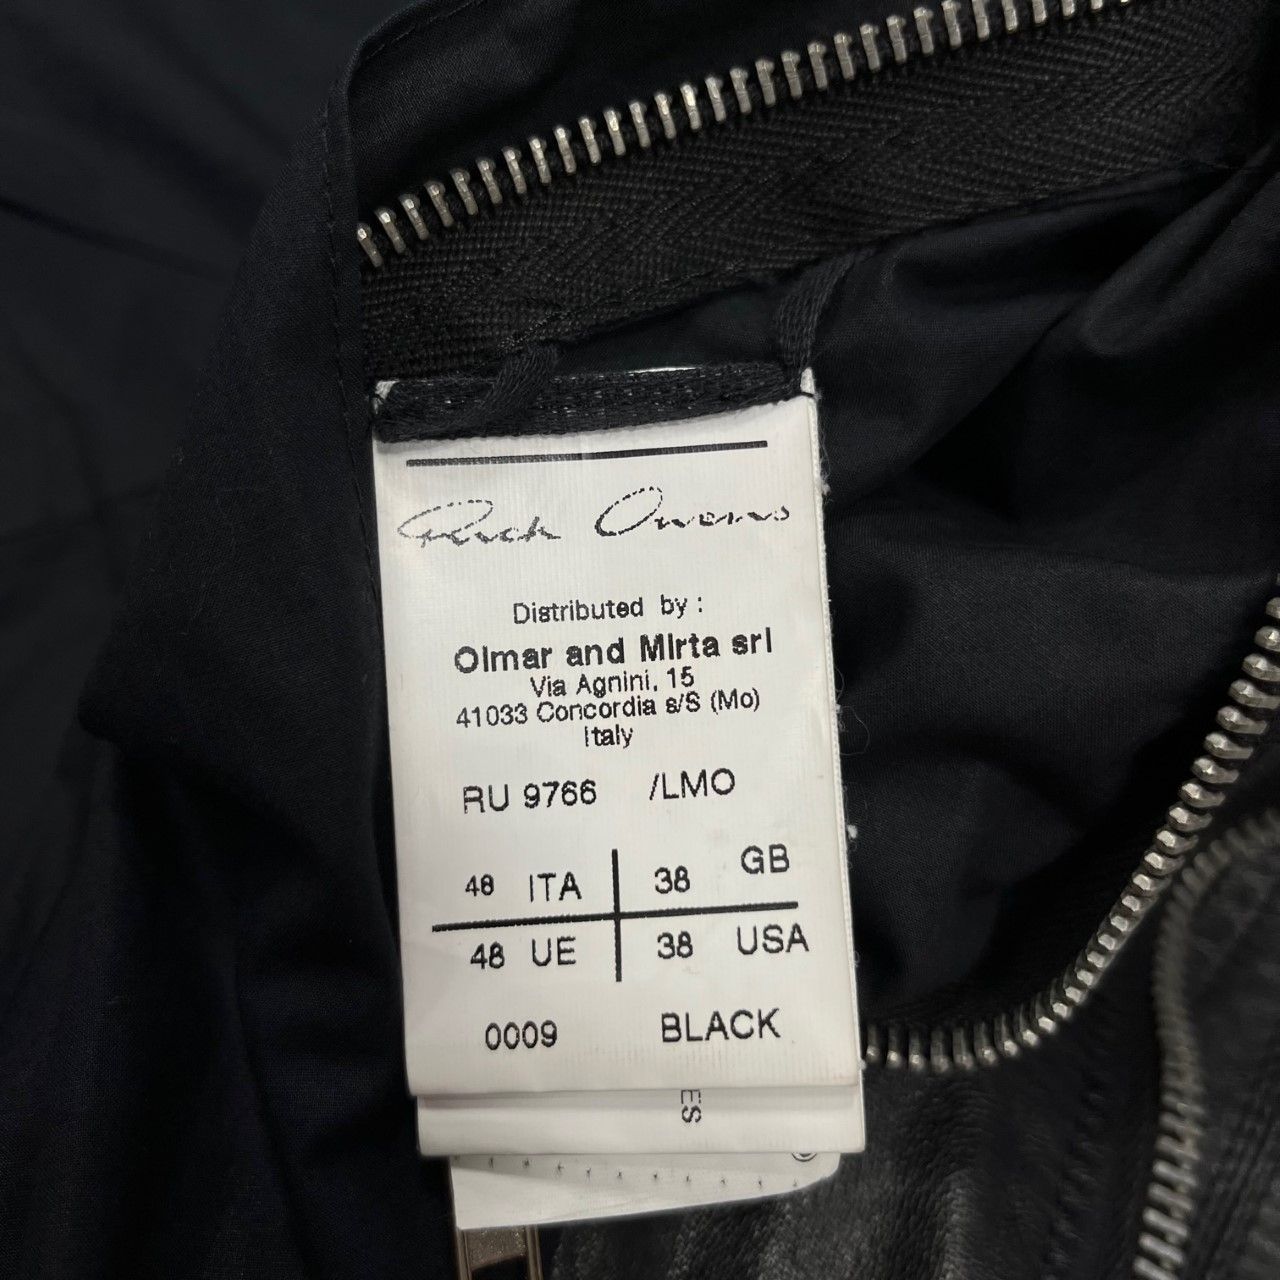 Rick Owens
Distributed by :
Olmar and Mirta srl
Via Agnini, 15
41033 Concordia s/S (Mo)
Italy
RU 9766 /LMO
48 ITA 38 GB
48 UE 38 USA
0009 BLACK
ES
®